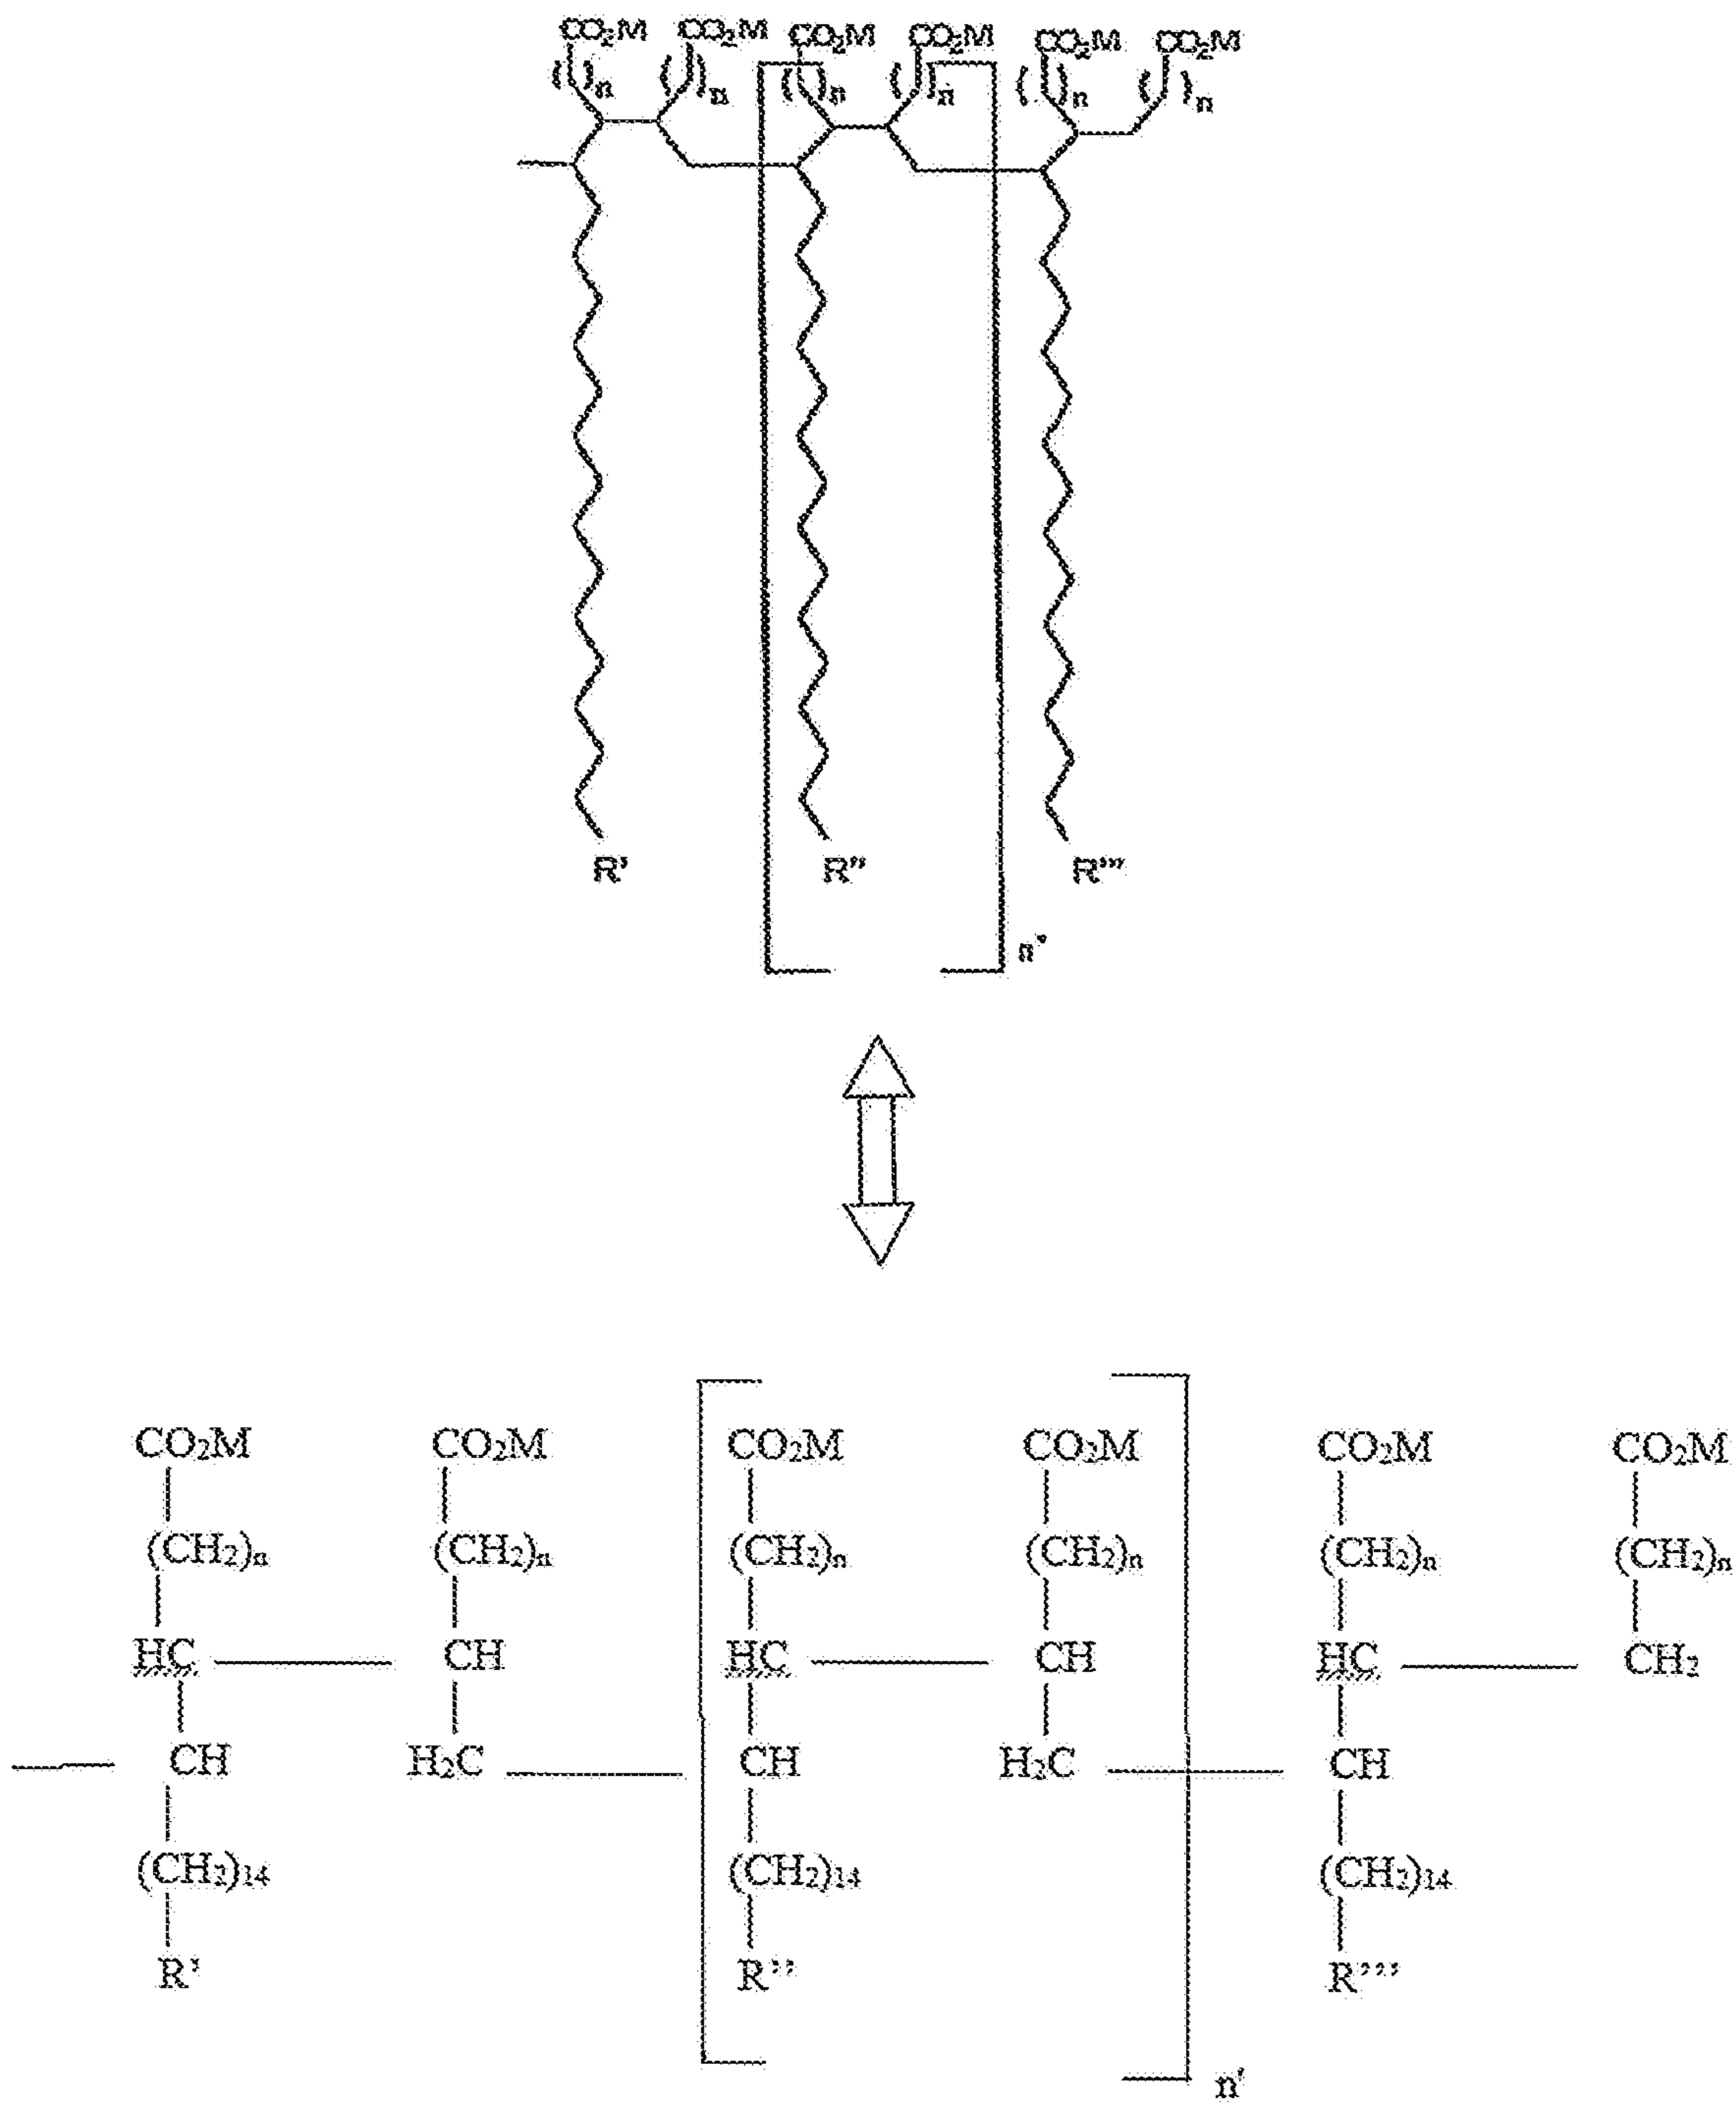 CO₂M CO₂M CO₂M CO₂M CO₂M CO₂M
( )n ( )n ( )n ( )n ( )n ( )n
R' R" R'"
n"
CO₂M CO₂M CO₂M CO₂M CO₂M CO₂M
(CH₂)n (CH₂)n (CH₂)n (CH₂)n (CH₂)n (CH₂)n
HC CH HC CH HC CH₂
CH H₂C CH H₂C CH
(CH₂)₁₄ (CH₂)₁₄ (CH₂)₁₄
R' R'' R'''
n'